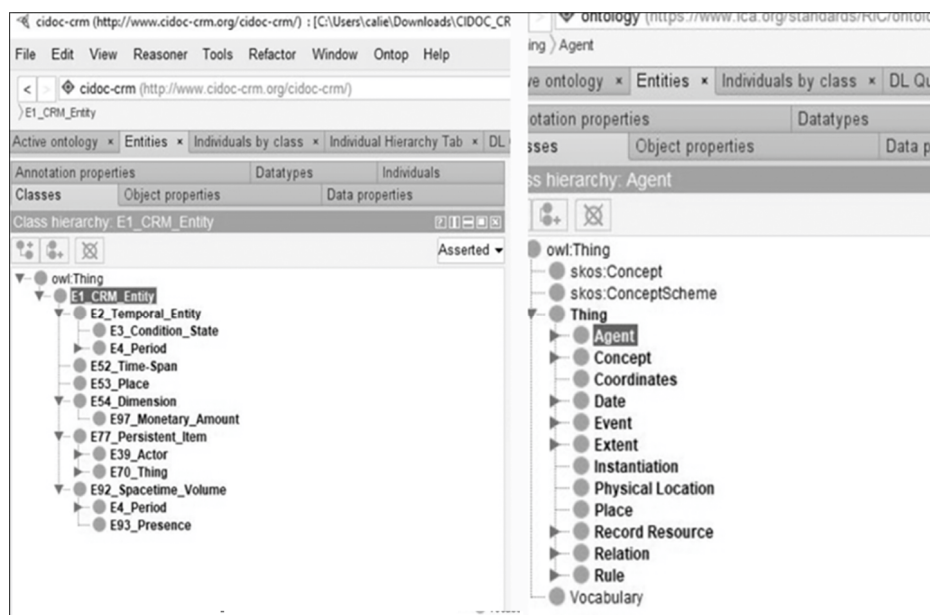 cidoc-crm (http://www.cidoc-crm.org/cidoc-crm/) : [C:\Users\calie\Downloads\CIDOC_CR
File Edit View Reasoner Tools Refactor Window Ontop Help
< > cidoc-crm (http://www.cidoc-crm.org/cidoc-crm/)
E1_CRM_Entity
Active ontology × Entities × Individuals by class × Individual Hierarchy Tab × DL
Annotation properties Datatypes Individuals
Classes Object properties Data properties
Class hierarchy: E1_CRM_Entity
Asserted
owl:Thing
E1_CRM_Entity
E2_Temporal_Entity
E3_Condition_State
E4_Period
E52_Time-Span
E53_Place
E54_Dimension
E97_Monetary_Amount
E77_Persistent_Item
E39_Actor
E70_Thing
E92_Spacetime_Volume
E4_Period
E93_Presence
ontology (https://www.ica.org/standards/RiC/ontolo
ing Agent
ve ontology × Entities × Individuals by class × DL Qu
otation properties Datatypes
sses Object properties Data p
ss hierarchy: Agent
owl:Thing
skos:Concept
skos:ConceptScheme
Thing
Agent
Concept
Coordinates
Date
Event
Extent
Instantiation
Physical Location
Place
Record Resource
Relation
Rule
Vocabulary